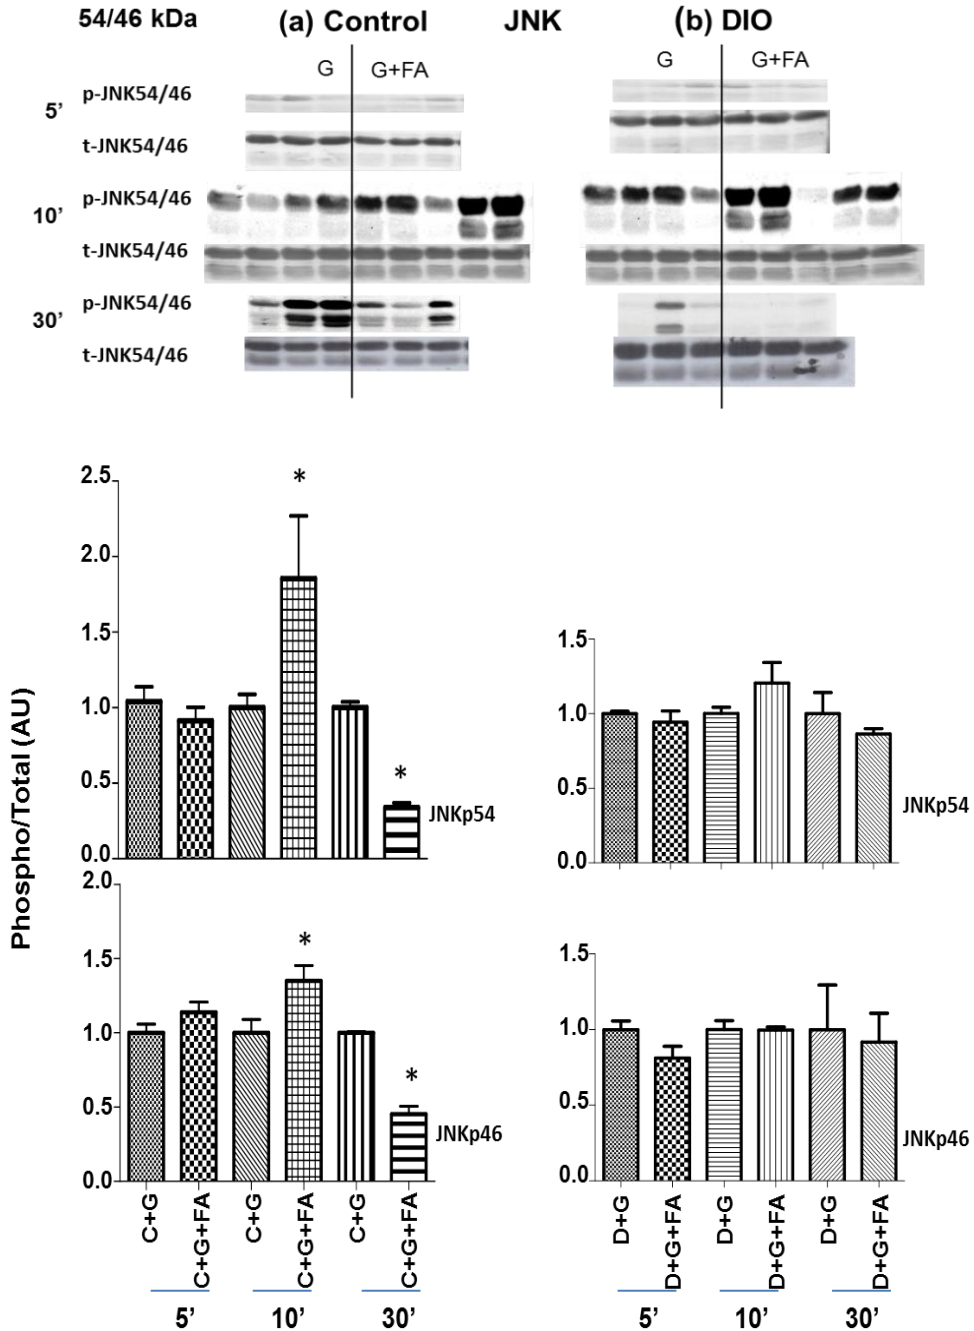 54/46 kDa (a) Control JNK (b) DIO
G G+FA G G+FA
p-JNK54/46
5'
t-JNK54/46
p-JNK54/46
10'
t-JNK54/46
p-JNK54/46
30'
t-JNK54/46
Phospho/Total (AU)
2.5
2.0
1.5
1.0
0.5
0.0
*
*
JNKp54
1.5
1.0
0.5
0.0
JNKp54
2.0
1.5
1.0
0.5
0.0
*
*
JNKp46
C+G C+G+FA C+G C+G+FA C+G C+G+FA
5' 10' 30'
1.5
1.0
0.5
0.0
JNKp46
D+G D+G+FA D+G D+G+FA D+G D+G+FA
5' 10' 30'